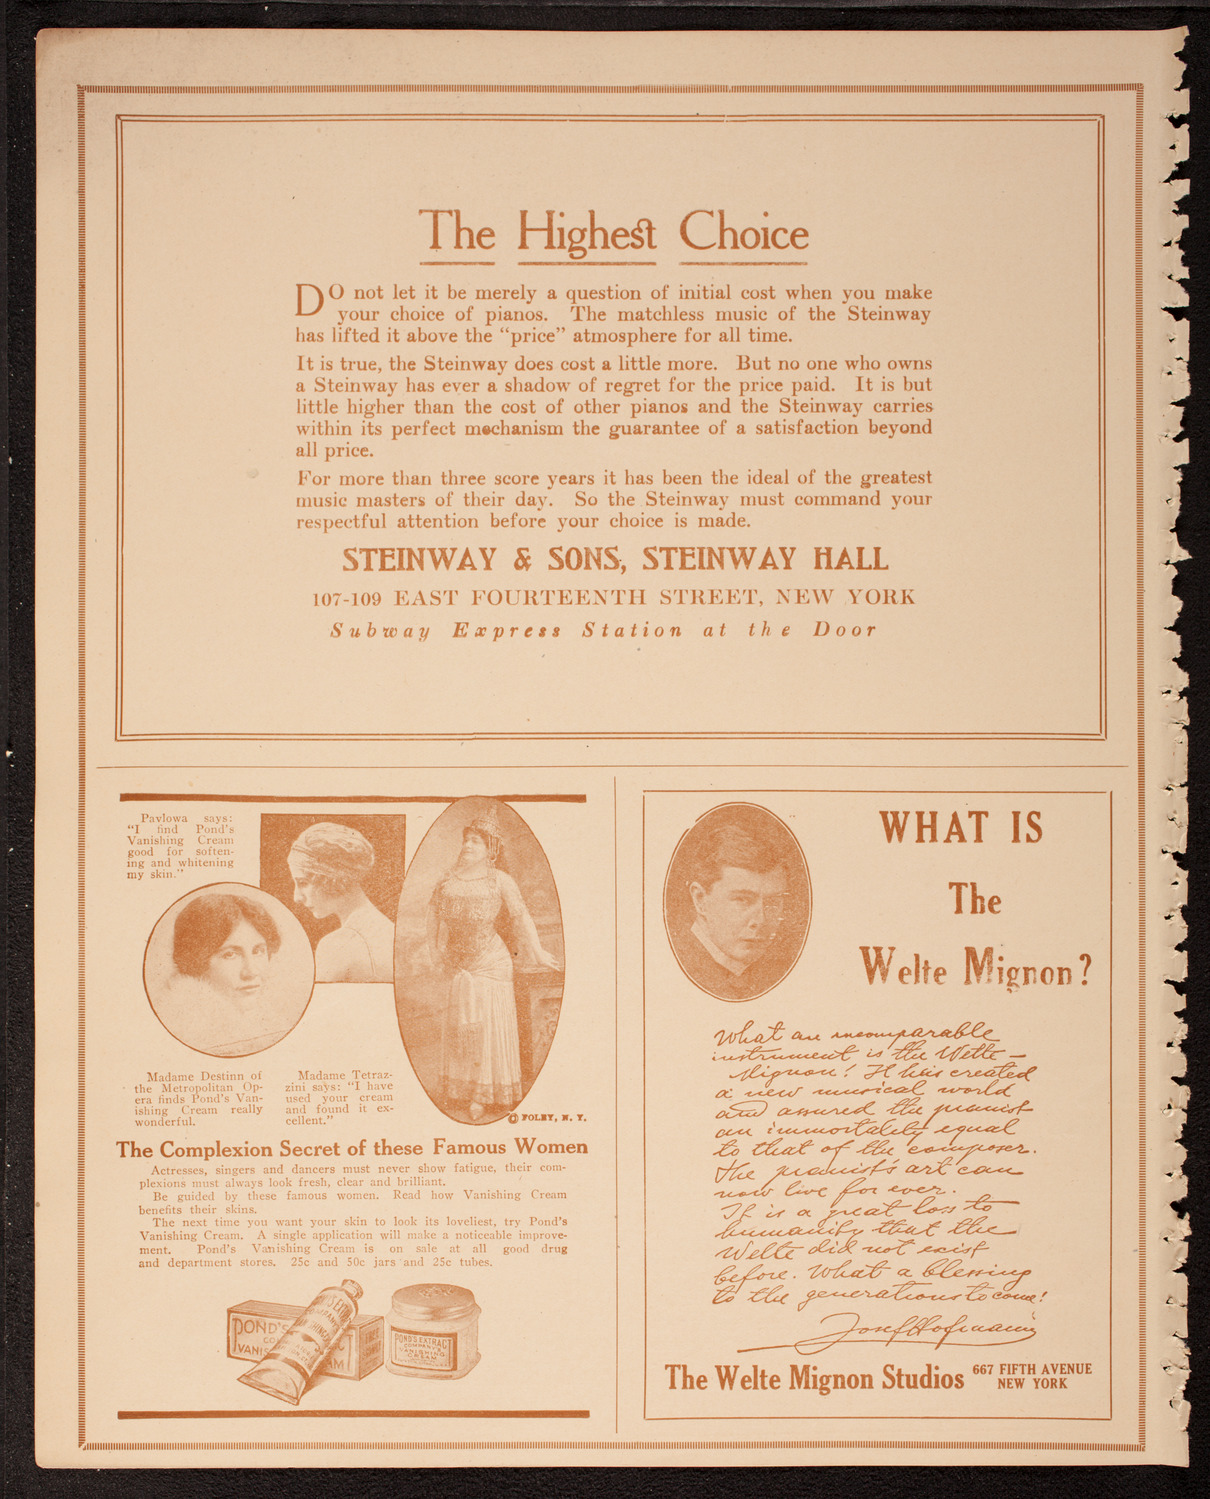 The Highest Choice
DO not let it be merely a question of initial cost when you make
your choice of pianos. The matchless music of the Steinway
has lifted it above the “price” atmosphere for all time.
It is true, the Steinway does cost a little more. But no one who owns
a Steinway has ever a shadow of regret for the price paid. It is but
little higher than the cost of other pianos and the Steinway carries
within its perfect mechanism the guarantee of a satisfaction beyond
all price.
For more than three score years it has been the ideal of the greatest
music masters of their day. So the Steinway must command your
respectful attention before your choice is made.
STEINWAY & SONS, STEINWAY HALL
107-109 EAST FOURTEENTH STREET, NEW YORK
Subway Express Station at the Door
Pavlowa says:
“I find Pond's
Vanishing Cream
good for soften-
ing and whitening
my skin.”
Madame Destinn of
the Metropolitan Op-
era finds Pond's Van-
ishing Cream really
wonderful.
Madame Tetraz-
zini says: “I have
used your cream
and found it ex-
cellent.”
© FOLEY, N. Y.
The Complexion Secret of these Famous Women
Actresses, singers and dancers must never show fatigue, their com-
plexions must always look fresh, clear and brilliant.
Be guided by these famous women. Read how Vanishing Cream
benefits their skins.
The next time you want your skin to look its loveliest, try Pond's
Vanishing Cream. A single application will make a noticeable improve-
ment. Pond's Vanishing Cream is on sale at all good drug
and department stores. 25c and 50c jars and 25c tubes.
POND'S
VANIS
AM
POND'S EXTRACT
COMPANY'S
VANISHING
CREAM
WHAT IS
The
Welte Mignon?
What an incomparable
instrument is the Welte-
Mignon! It has created
a new musical world
and assured the pianist
an immortality equal
to that of the composer.
The pianist's art can
now live for ever.
It is a great loss to
humanity that the
Welte did not exist
before. What a blessing
to the generations to come!
Josef Hofmann
The Welte Mignon Studios 667 FIFTH AVENUE
NEW YORK